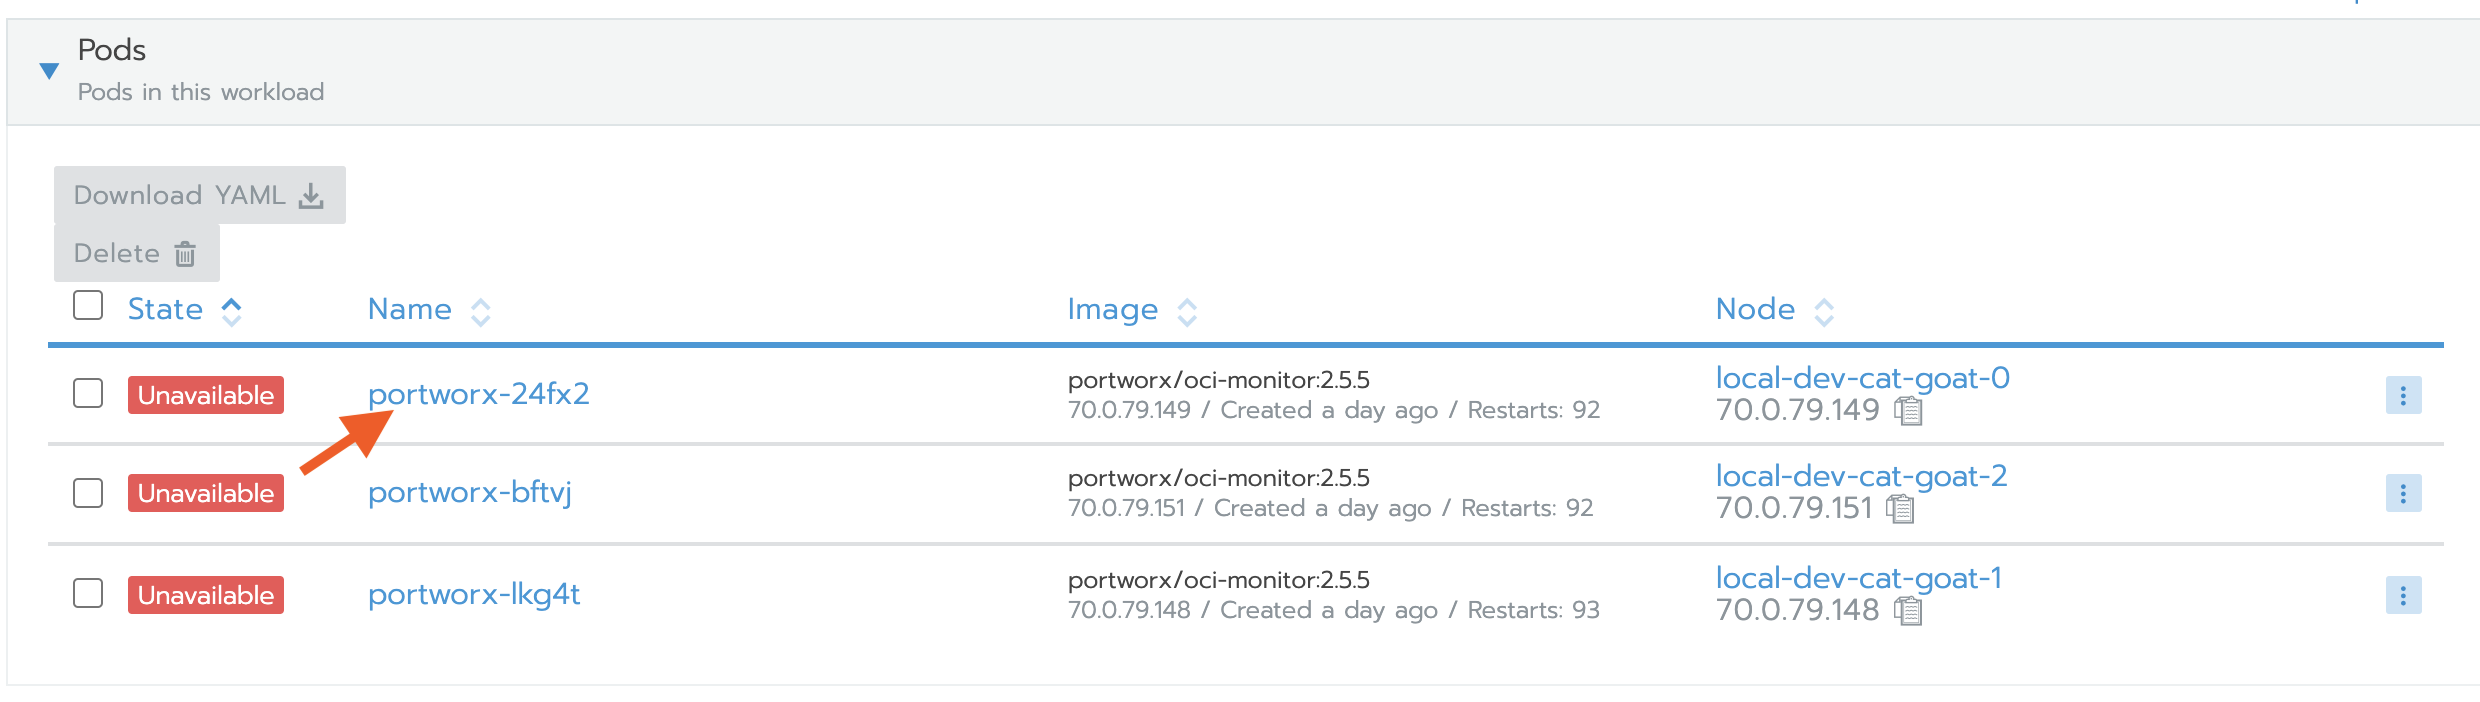 Pods
Pods in this workload
Download YAML
Delete
State Name Image Node
Unavailable portworx-24fx2 portworx/oci-monitor:2.5.5 local-dev-cat-goat-0
70.0.79.149 / Created a day ago / Restarts: 92 70.0.79.149
Unavailable portworx-bftvj portworx/oci-monitor:2.5.5 local-dev-cat-goat-2
70.0.79.151 / Created a day ago / Restarts: 92 70.0.79.151
Unavailable portworx-lkg4t portworx/oci-monitor:2.5.5 local-dev-cat-goat-1
70.0.79.148 / Created a day ago / Restarts: 93 70.0.79.148